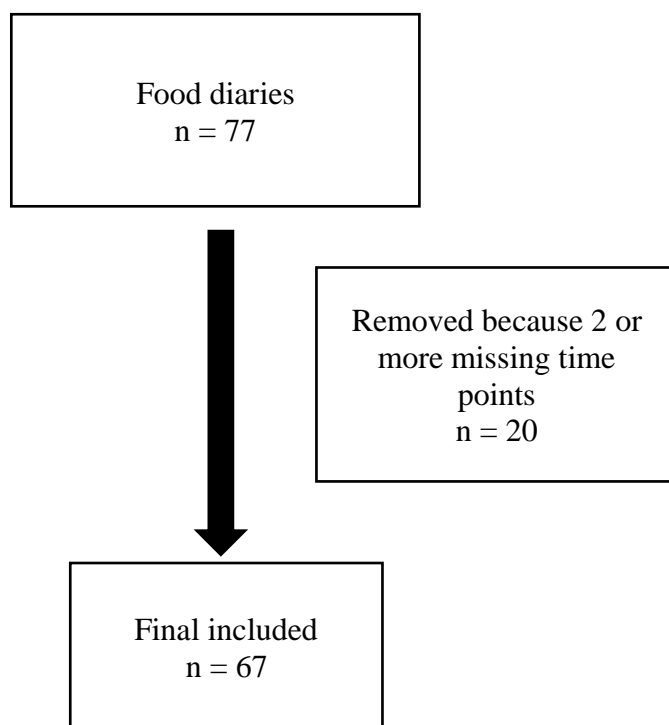 Food diaries
n = 77
Removed because 2 or
more missing time
points
n = 20
Final included
n = 67